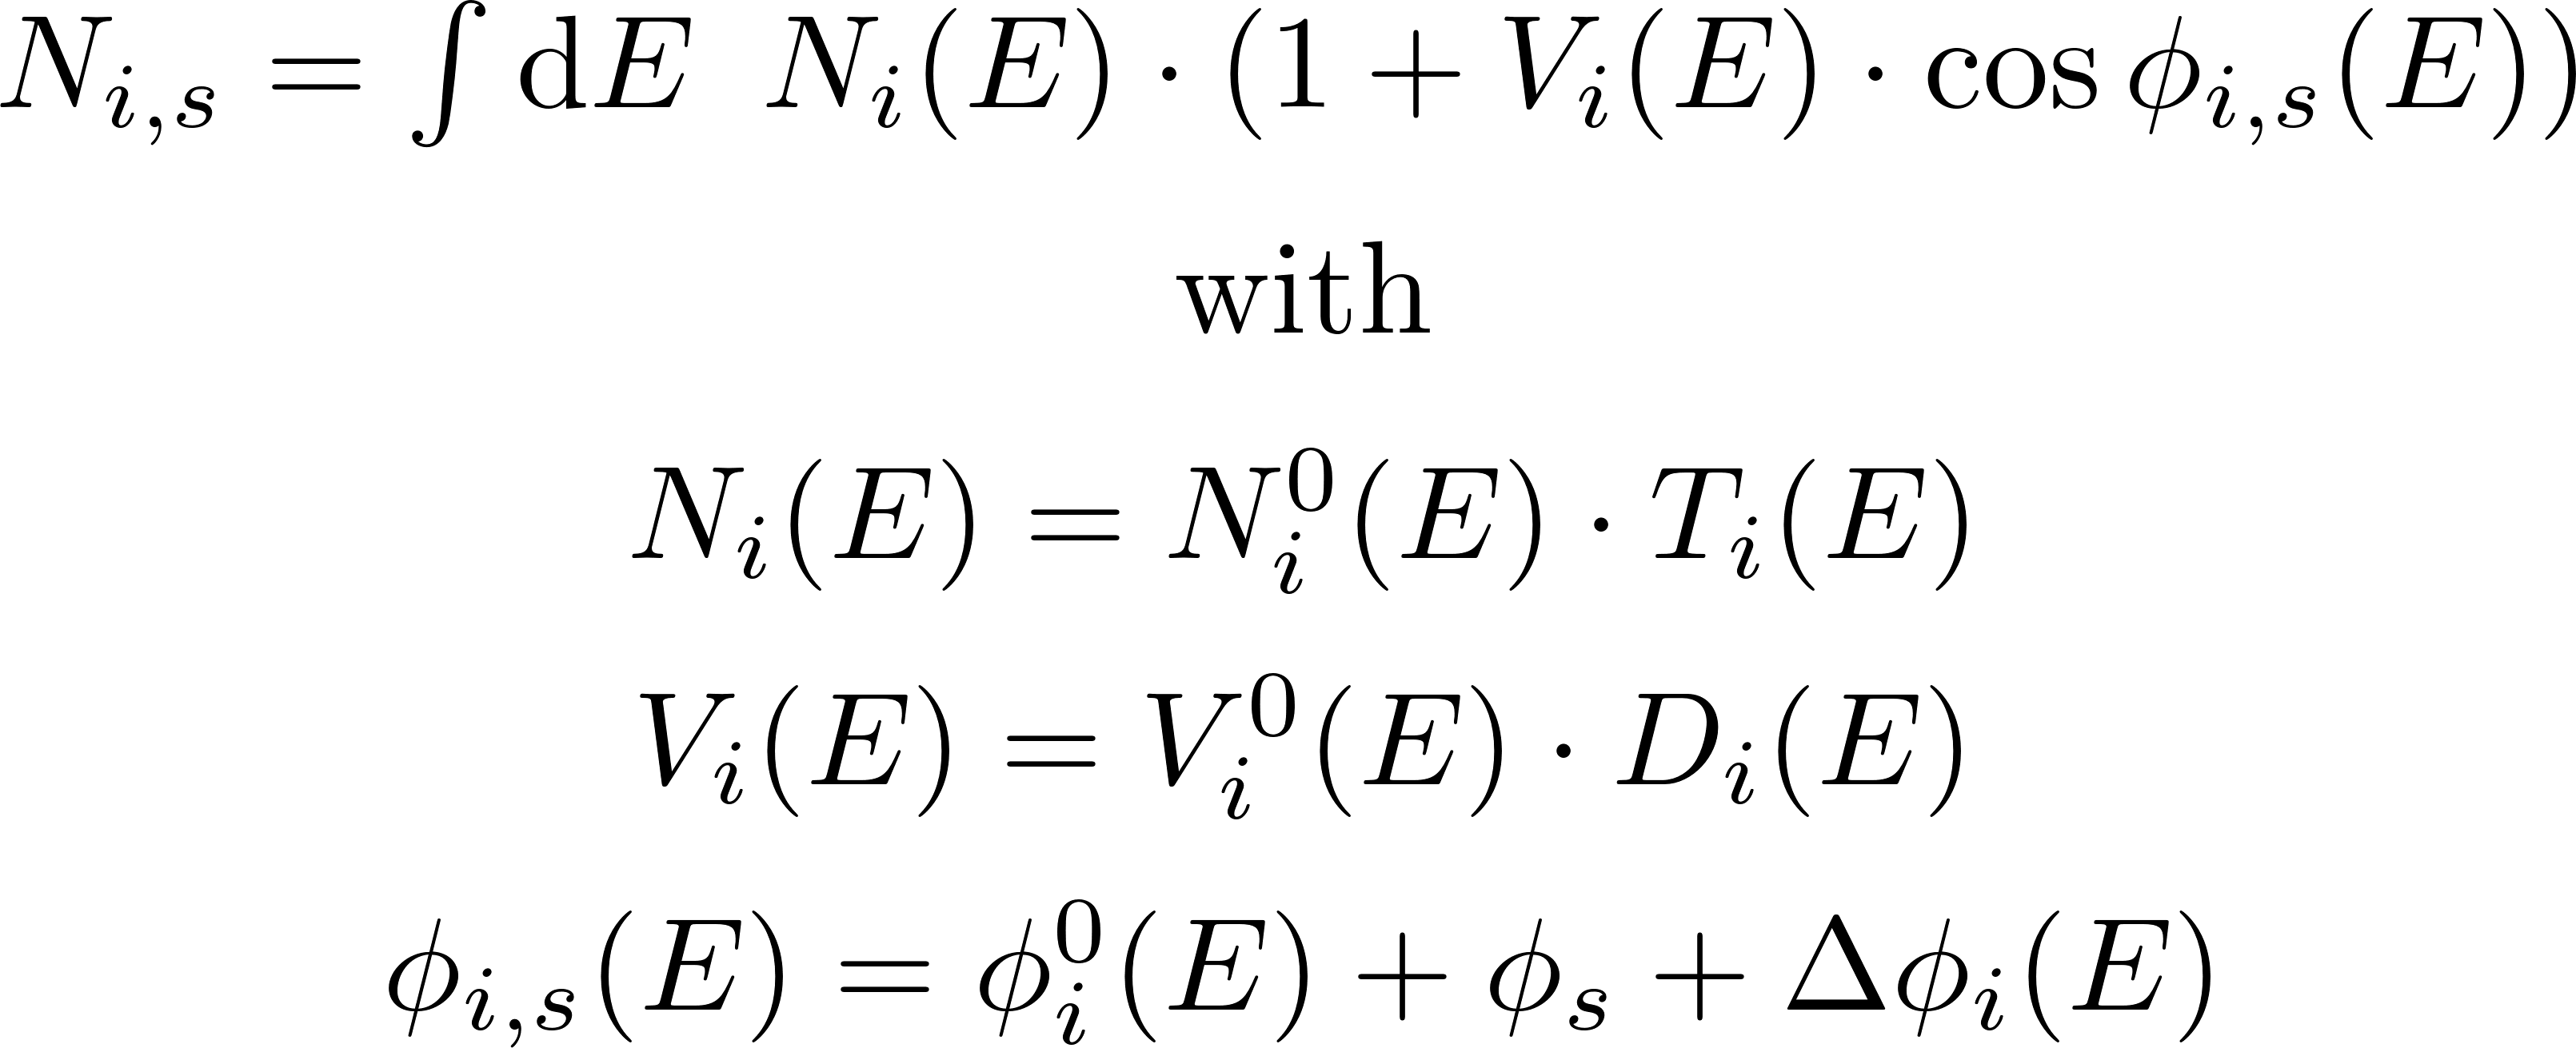 N_{i,s} = ∫ dE N_i(E) · (1 + V_i(E) · cos ϕ_{i,s}(E))
with
N_i(E) = N_i^0(E) · T_i(E)
V_i(E) = V_i^0(E) · D_i(E)
ϕ_{i,s}(E) = ϕ_i^0(E) + ϕ_s + Δϕ_i(E)